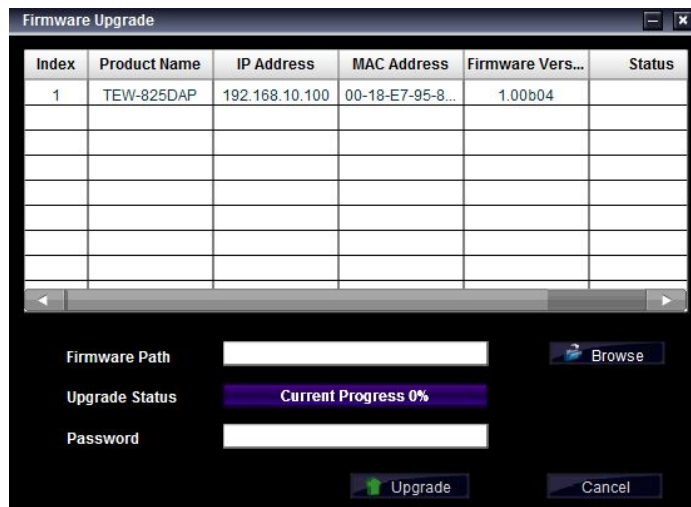 Firmware Upgrade
Index Product Name IP Address MAC Address Firmware Vers... Status
1 TEW-825DAP 192.168.10.100 00-18-E7-95-8... 1.00b04
Firmware Path Browse
Upgrade Status Current Progress 0%
Password
Upgrade Cancel